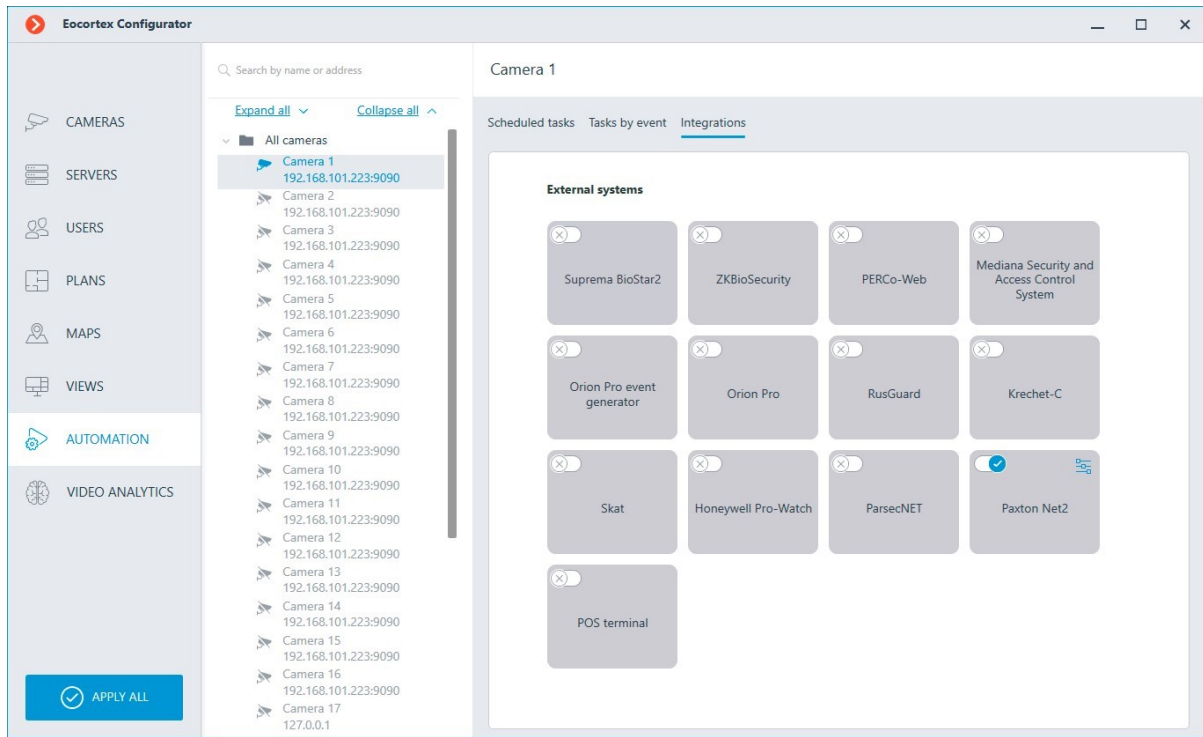 Eocortex Configurator
CAMERAS
SERVERS
USERS
PLANS
MAPS
VIEWS
AUTOMATION
VIDEO ANALYTICS
APPLY ALL
Search by name or address
Expand all
Collapse all
All cameras
Camera 1
192.168.101.223:9090
Camera 2
192.168.101.223:9090
Camera 3
192.168.101.223:9090
Camera 4
192.168.101.223:9090
Camera 5
192.168.101.223:9090
Camera 6
192.168.101.223:9090
Camera 7
192.168.101.223:9090
Camera 8
192.168.101.223:9090
Camera 9
192.168.101.223:9090
Camera 10
192.168.101.223:9090
Camera 11
192.168.101.223:9090
Camera 12
192.168.101.223:9090
Camera 13
192.168.101.223:9090
Camera 14
192.168.101.223:9090
Camera 15
192.168.101.223:9090
Camera 16
192.168.101.223:9090
Camera 17
127.0.0.1
Camera 1
Scheduled tasks
Tasks by event
Integrations
External systems
Suprema BioStar2
ZKBioSecurity
PERCo-Web
Mediana Security and
Access Control
System
Orion Pro event
generator
Orion Pro
RusGuard
Krechet-C
Skat
Honeywell Pro-Watch
ParsecNET
Paxton Net2
POS terminal